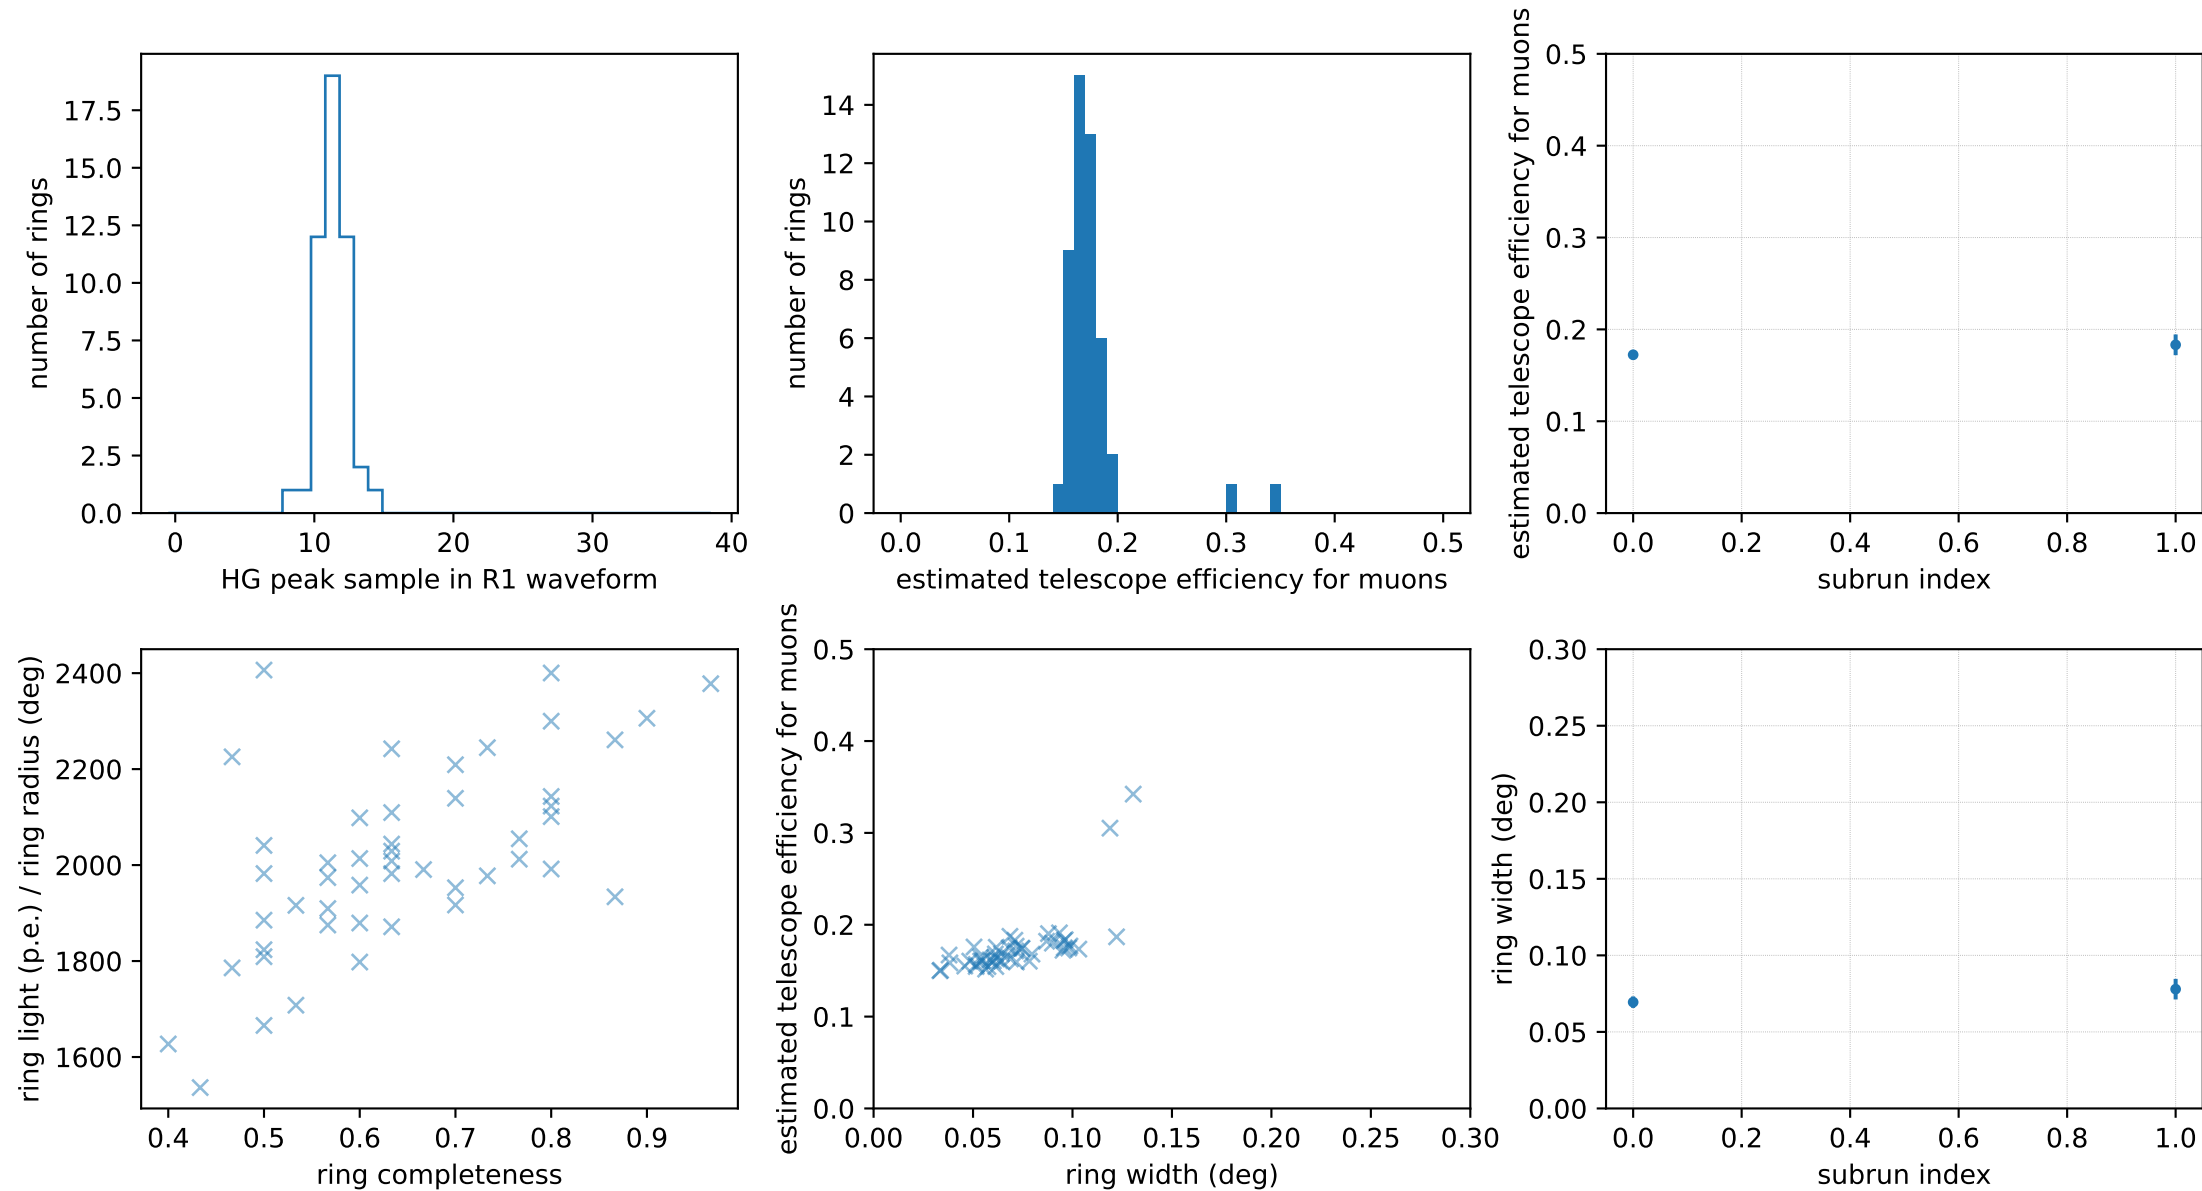 number of rings
17.5
15.0
12.5
10.0
7.5
5.0
2.5
0.0
0 10 20 30 40
HG peak sample in R1 waveform
number of rings
14
12
10
8
6
4
2
0
0.0 0.1 0.2 0.3 0.4 0.5
estimated telescope efficiency for muons
estimated telescope efficiency for muons
0.5
0.4
0.3
0.2
0.1
0.0
0.0 0.2 0.4 0.6 0.8 1.0
subrun index
ring light (p.e.) / ring radius (deg)
2400
2200
2000
1800
1600
0.4 0.5 0.6 0.7 0.8 0.9
ring completeness
estimated telescope efficiency for muons
0.5
0.4
0.3
0.2
0.1
0.0
0.00 0.05 0.10 0.15 0.20 0.25 0.30
ring width (deg)
ring width (deg)
0.30
0.25
0.20
0.15
0.10
0.05
0.00
0.0 0.2 0.4 0.6 0.8 1.0
subrun index